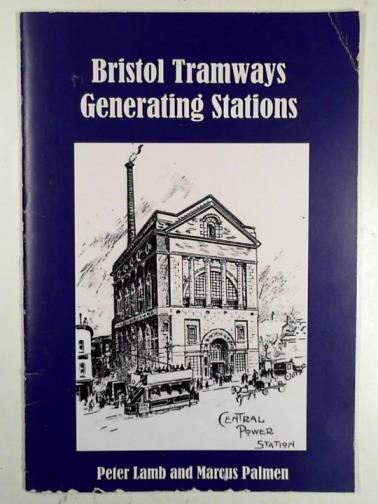 Bristol Tramways
Generating Stations
CENTRAL
POWER
STATION
Peter Lamb and Marcus Palmen